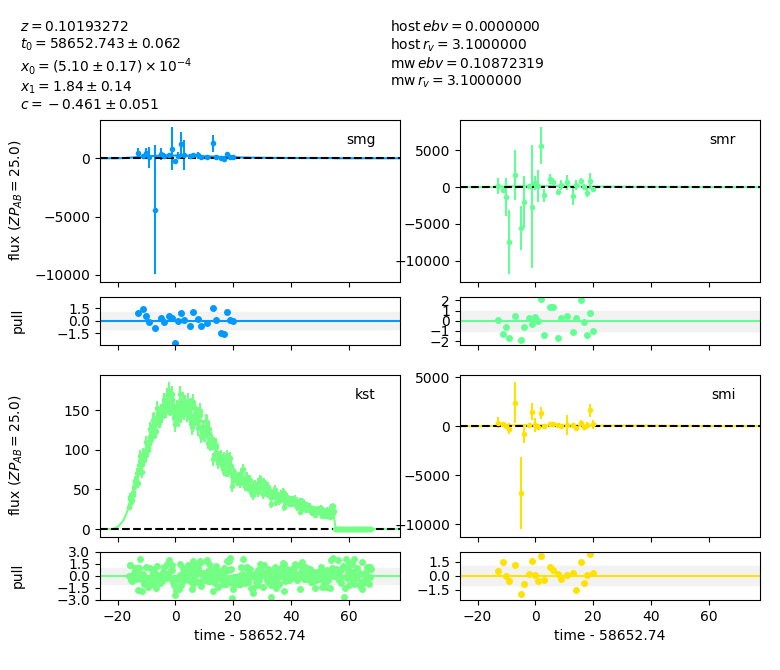 z = 0.10193272
t₀ = 58652.743 ± 0.062
x₀ = (5.10 ± 0.17) × 10⁻⁴
x₁ = 1.84 ± 0.14
c = −0.461 ± 0.051
host ebv = 0.0000000
host r_v = 3.1000000
mw ebv = 0.10872319
mw r_v = 3.1000000
smg
flux (ZP_AB = 25.0)
0
−5000
−10000
smr
5000
0
−5000
−10000
pull
1.5
0.0
−1.5
2
1
0
−1
−2
kst
flux (ZP_AB = 25.0)
150
100
50
0
smi
5000
0
−5000
−10000
pull
3.0
1.5
0.0
−1.5
−3.0
1.5
0.0
−1.5
−20 0 20 40 60
time - 58652.74
−20 0 20 40 60
time - 58652.74